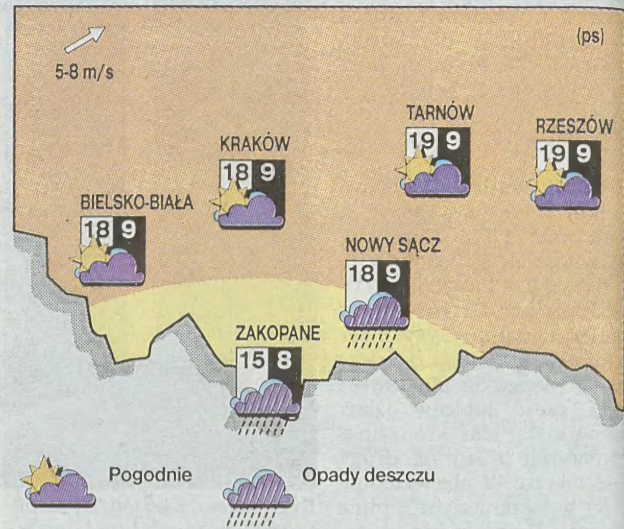 (ps)
5-8 m/s
TARNÓW
19 9
RZESZÓW
19 9
KRAKÓW
18 9
BIELSKO-BIAŁA
18 9
NOWY SĄCZ
18 9
ZAKOPANE
15 8
Pogodnie
Opady deszczu